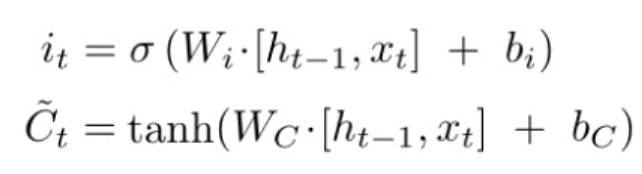 i_t = σ (W_i·[h_{t−1}, x_t] + b_i)
C̃_t = tanh(W_C·[h_{t−1}, x_t] + b_C)